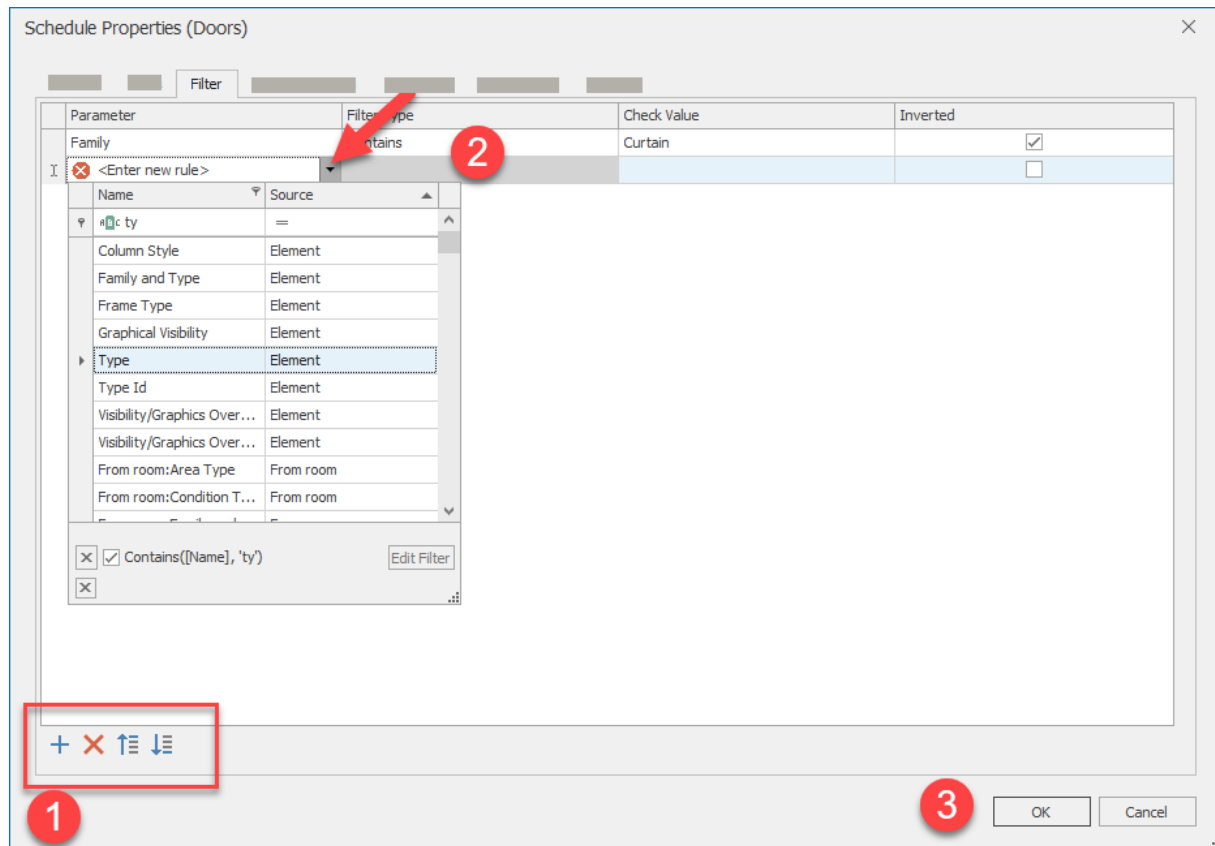 Schedule Properties (Doors)
Filter
Parameter Filter Type Check Value Inverted
Family Curtain
2
<Enter new rule>
Name Source
ty =
Column Style Element
Family and Type Element
Frame Type Element
Graphical Visibility Element
Type Element
Type Id Element
Visibility/Graphics Over... Element
Visibility/Graphics Over... Element
From room:Area Type From room
From room:Condition T... From room
Contains([Name], 'ty') Edit Filter
1
3 OK Cancel